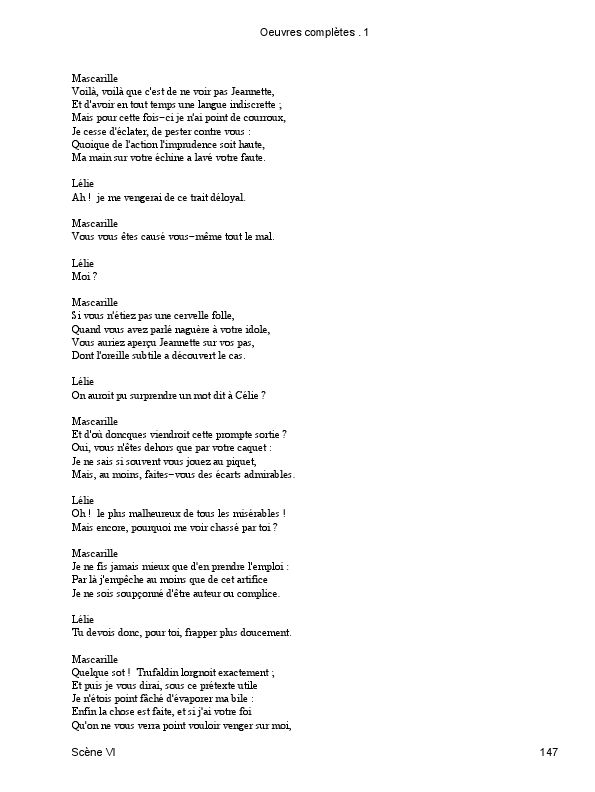 Oeuvres complètes . 1
Mascarille
Voilà, voilà que c'est de ne voir pas Jeannette,
Et d'avoir en tout temps une langue indiscrette ;
Mais pour cette fois−ci je n'ai point de courroux,
Je cesse d'éclater, de pester contre vous :
Quoique de l'action l'imprudence soit haute,
Ma main sur votre échine a lavé votre faute.
Lélie
Ah !  je me vengerai de ce trait déloyal.
Mascarille
Vous vous êtes causé vous−même tout le mal.
Lélie
Moi ?
Mascarille
Si vous n'étiez pas une cervelle folle,
Quand vous avez parlé naguère à votre idole,
Vous auriez aperçu Jeannette sur vos pas,
Dont l'oreille subtile a découvert le cas.
Lélie
On auroit pu surprendre un mot dit à Célie ?
Mascarille
Et d'où doncques viendroit cette prompte sortie ?
Oui, vous n'êtes dehors que par votre caquet :
Je ne sais si souvent vous jouez au piquet,
Mais, au moins, faites−vous des écarts admirables.
Lélie
Oh !  le plus malheureux de tous les misérables !
Mais encore, pourquoi me voir chassé par toi ?
Mascarille
Je ne fis jamais mieux que d'en prendre l'emploi :
Par là j'empêche au moins que de cet artifice
Je ne sois soupçonné d'être auteur ou complice.
Lélie
Tu devois donc, pour toi, frapper plus doucement.
Mascarille
Quelque sot !  Trufaldin lorgnoit exactement ;
Et puis je vous dirai, sous ce prétexte utile
Je n'étois point fâché d'évaporer ma bile :
Enfin la chose est faite, et si j'ai votre foi
Qu'on ne vous verra point vouloir venger sur moi,
Scène VI 147